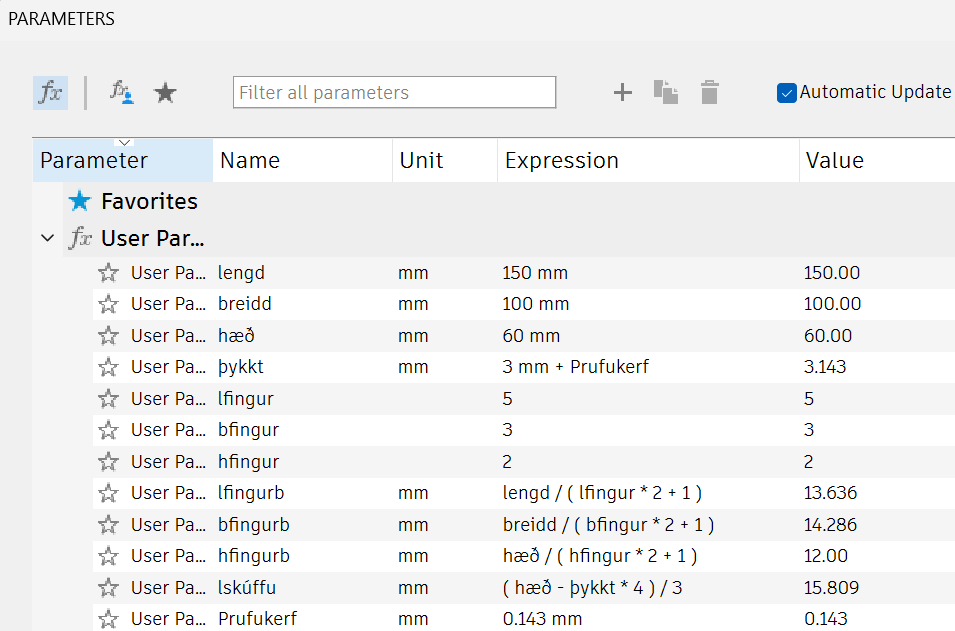 PARAMETERS
fx fx Filter all parameters Automatic Update
Parameter Name Unit Expression Value
Favorites
fx User Par...
User Pa... lengd mm 150 mm 150.00
User Pa... breidd mm 100 mm 100.00
User Pa... hæð mm 60 mm 60.00
User Pa... þykkt mm 3 mm + Prufukerf 3.143
User Pa... lfingur 5 5
User Pa... bfingur 3 3
User Pa... hfingur 2 2
User Pa... lfingurb mm lengd / ( lfingur * 2 + 1 ) 13.636
User Pa... bfingurb mm breidd / ( bfingur * 2 + 1 ) 14.286
User Pa... hfingurb mm hæð / ( hfingur * 2 + 1 ) 12.00
User Pa... lskúffu mm ( hæð - þykkt * 4 ) / 3 15.809
User Pa... Prufukerf mm 0.143 mm 0.143